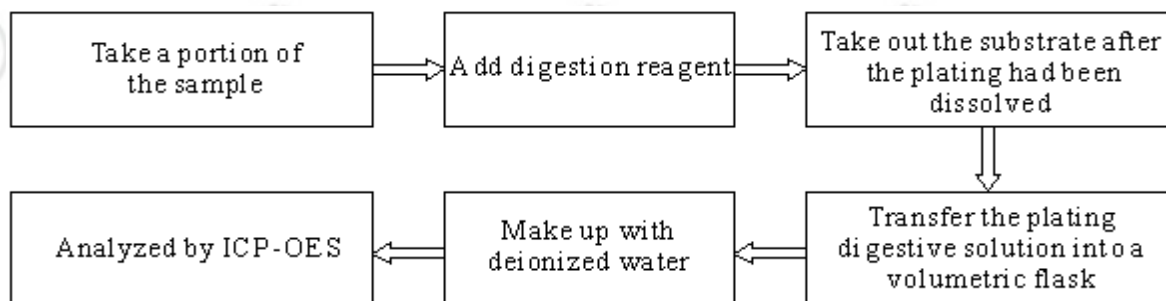 Take a portion of
the sample
Add digestion reagent
Take out the substrate after
the plating had been
dissolved
Transfer the plating
digestive solution into a
volumetric flask
Make up with
deionized water
Analyzed by ICP-OES